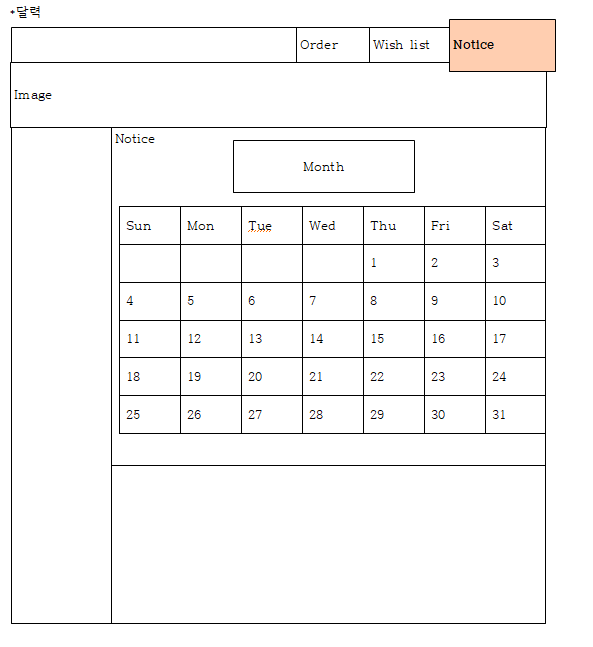 *달력
Order Wish list Notice
Image
Notice
Month
Sun Mon Tue Wed Thu Fri Sat
1 2 3
4 5 6 7 8 9 10
11 12 13 14 15 16 17
18 19 20 21 22 23 24
25 26 27 28 29 30 31